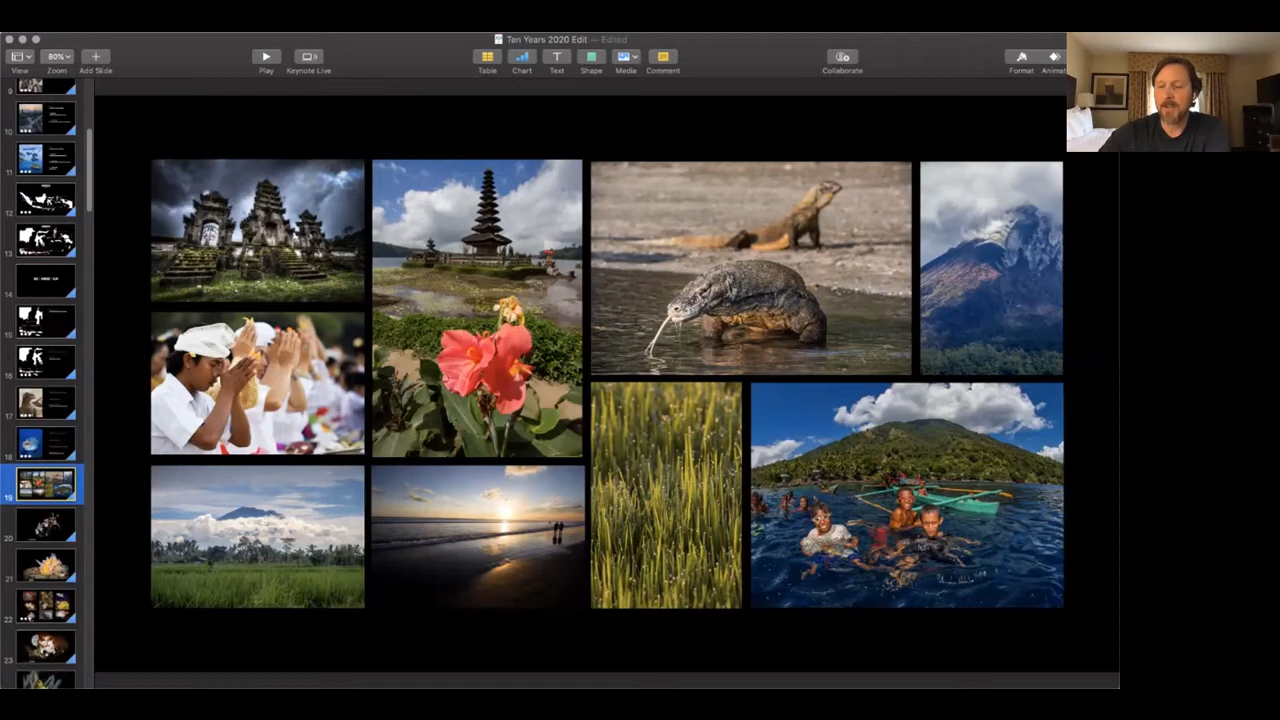 Ten Years 2020 Edit — Edited
80%
View
Zoom
Add Slide
Play
Keynote Live
Table
Chart
Text
Shape
Media
Comment
Collaborate
Format
Animat
9
10
11
12
13
14
15
16
17
18
19
20
21
22
23